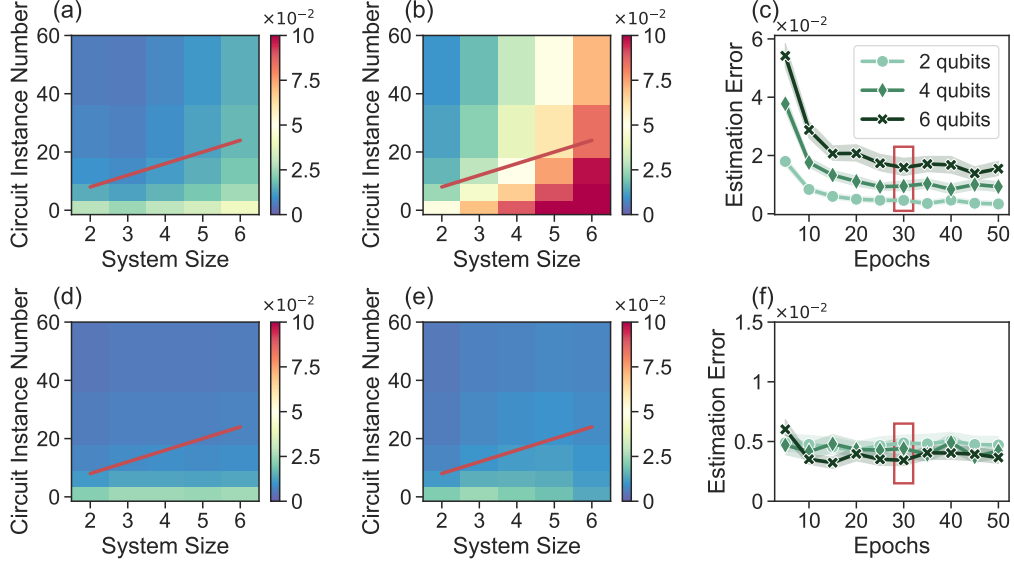 (a)
×10⁻²
Circuit Instance Number
60
40
20
0
2 3 4 5 6
System Size
10
7.5
5
2.5
0
(b)
×10⁻²
Circuit Instance Number
60
40
20
0
2 3 4 5 6
System Size
10
7.5
5
2.5
0
(c)
×10⁻²
Estimation Error
6
4
2
0
2 qubits
4 qubits
6 qubits
10 20 30 40 50
Epochs
(d)
×10⁻²
Circuit Instance Number
60
40
20
0
2 3 4 5 6
System Size
10
7.5
5
2.5
0
(e)
×10⁻²
Circuit Instance Number
60
40
20
0
2 3 4 5 6
System Size
10
7.5
5
2.5
0
(f)
×10⁻²
Estimation Error
1.5
1
0.5
0
10 20 30 40 50
Epochs